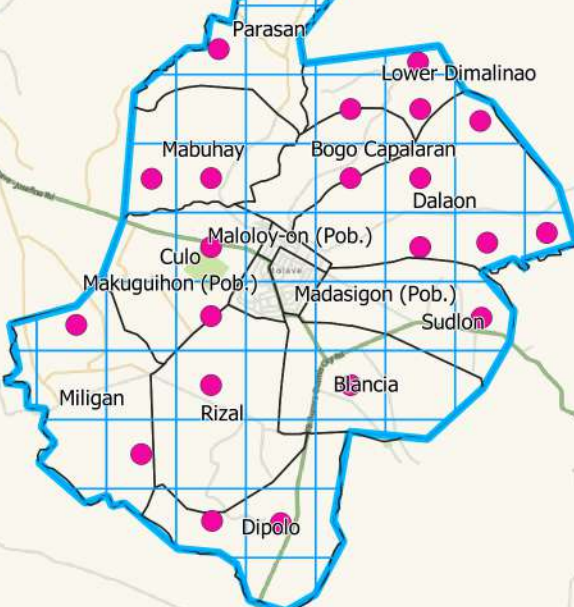 Parasan
Lower Dimalinao
Mabuhay
Bogo Capalaran
Dalaon
Maloloy-on (Pob.)
Culo
Makuguihon (Pob.)
Madasigon (Pob.)
Sudlon
Miligan
Blancia
Rizal
Dipolo